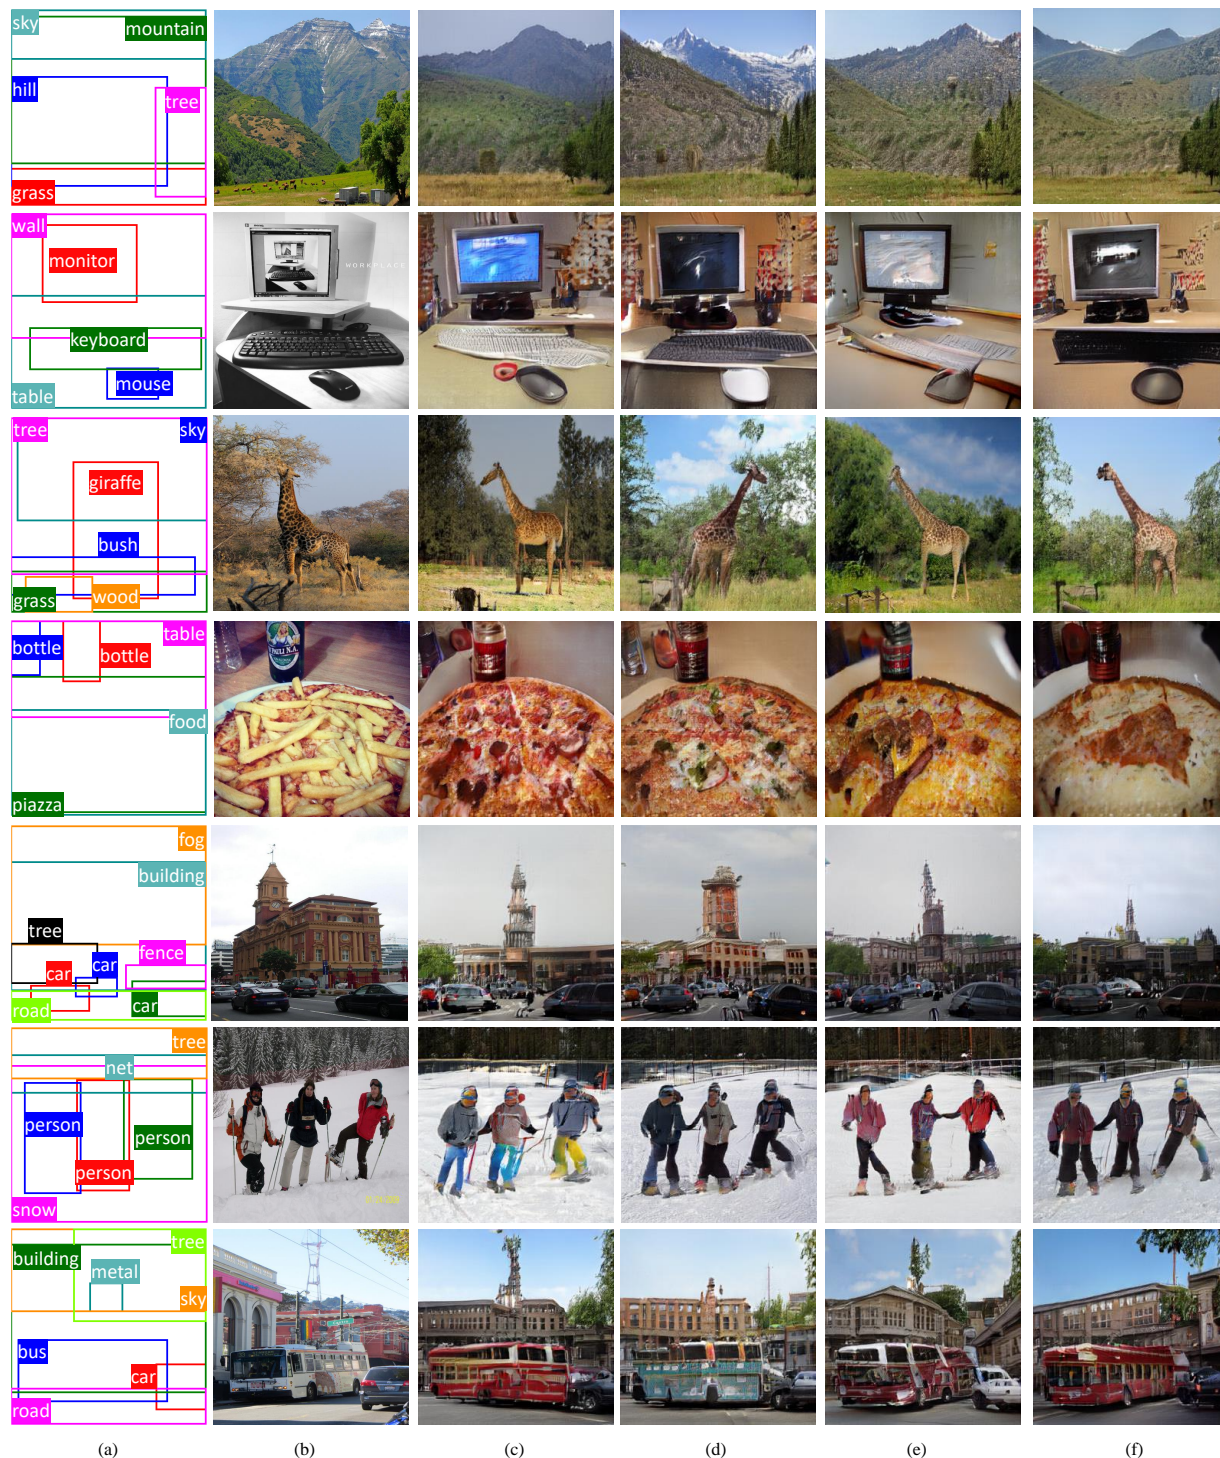 sky
mountain
hill
tree
grass
wall
monitor
WORKPLACE
keyboard
mouse
table
tree
sky
giraffe
bush
grass
wood
bottle
bottle
table
PAULI N.A.
food
piazza
fog
building
tree
fence
car
car
car
road
tree
net
person
person
person
snow
building
tree
metal
sky
bus
car
road
(a) (b) (c) (d) (e) (f)